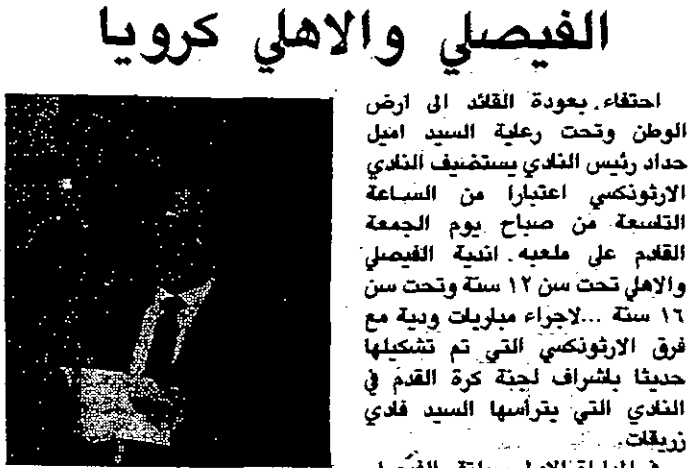 الفيصلي والاهلي كرويا
احتفاء بعودة القائد الى ارض
الوطن وتحت رعاية السيد اميل
حداد رئيس النادي يستضيف النادي
الارثونكسي اعتبارا من الساعة
التاسعة من صباح يوم الجمعة
القادم على ملعبه. اندية الفيصلي
والاهلي تحت سن ١٢ سنة وتحت سن
١٦ سنة ...لاجراء مباريات ودية مع
فرق الارثونكسي التي تم تشكيلها
حديثا باشراف لجنة كرة القدم في
النادي التي يترأسها السيد فادي
زريقات.